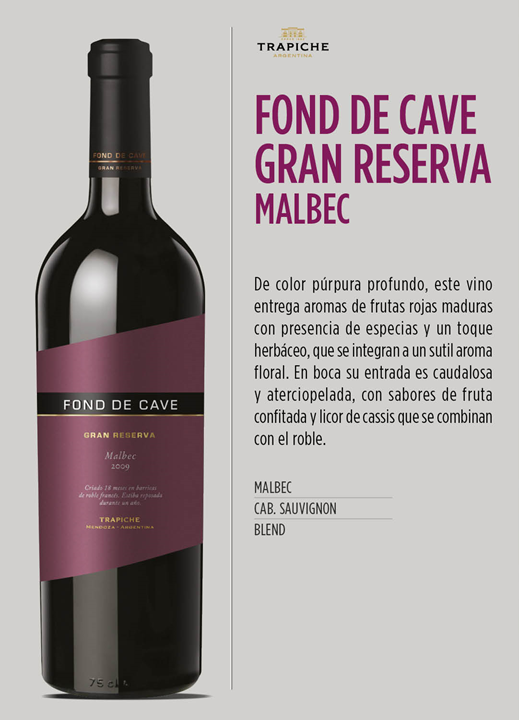 FOND DE CAVE
GRAN RESERVA
FOND DE CAVE
GRAN RESERVA
Malbec
2009
Criado 18 meses en barricas
de roble francés. Estiba reposada
durante un año.
TRAPICHE
MENDOZA - ARGENTINA
75 cl. e
TRAPICHE
ARGENTINA
FOND DE CAVE
GRAN RESERVA
MALBEC
De color púrpura profundo, este vino
entrega aromas de frutas rojas maduras
con presencia de especias y un toque
herbáceo, que se integran a un sutil aroma
floral. En boca su entrada es caudalosa
y aterciopelada, con sabores de fruta
confitada y licor de cassis que se combinan
con el roble.
MALBEC
CAB. SAUVIGNON
BLEND